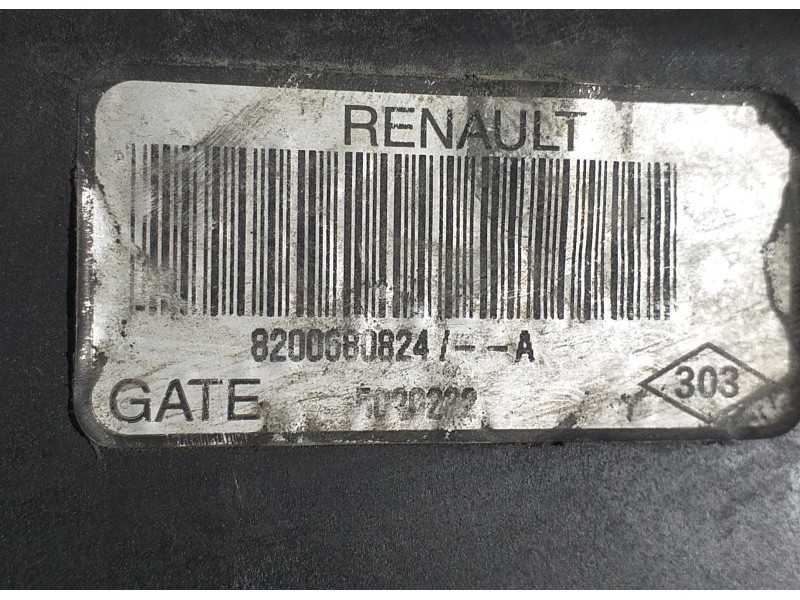 RENAULT
8200680824/--A
GATE
303